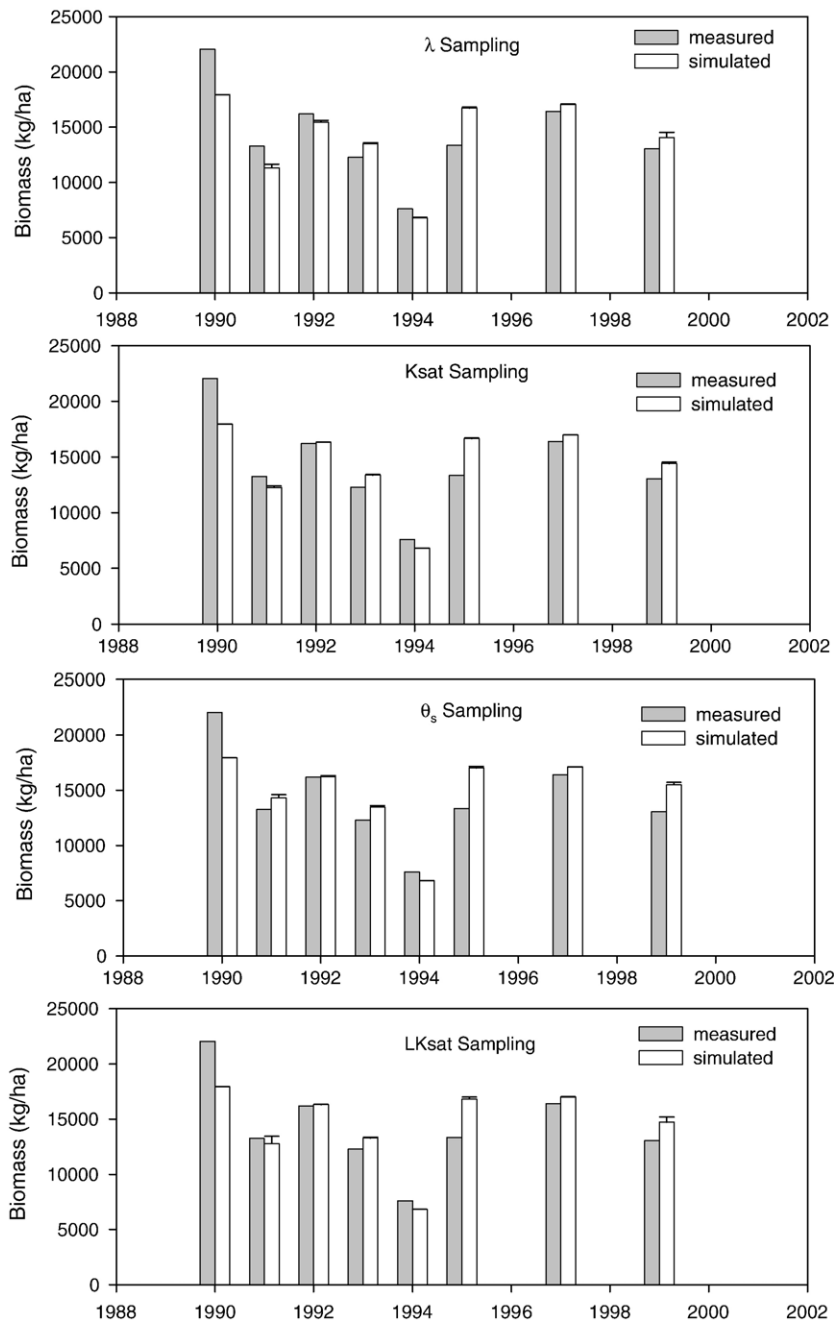 25000
20000
15000
10000
5000
0
Biomass (kg/ha)
λ Sampling
measured
simulated
1988 1990 1992 1994 1996 1998 2000 2002
25000
20000
15000
10000
5000
0
Biomass (kg/ha)
Ksat Sampling
measured
simulated
1988 1990 1992 1994 1996 1998 2000 2002
25000
20000
15000
10000
5000
0
Biomass (kg/ha)
θs Sampling
measured
simulated
1988 1990 1992 1994 1996 1998 2000 2002
25000
20000
15000
10000
5000
0
Biomass (kg/ha)
LKsat Sampling
measured
simulated
1988 1990 1992 1994 1996 1998 2000 2002